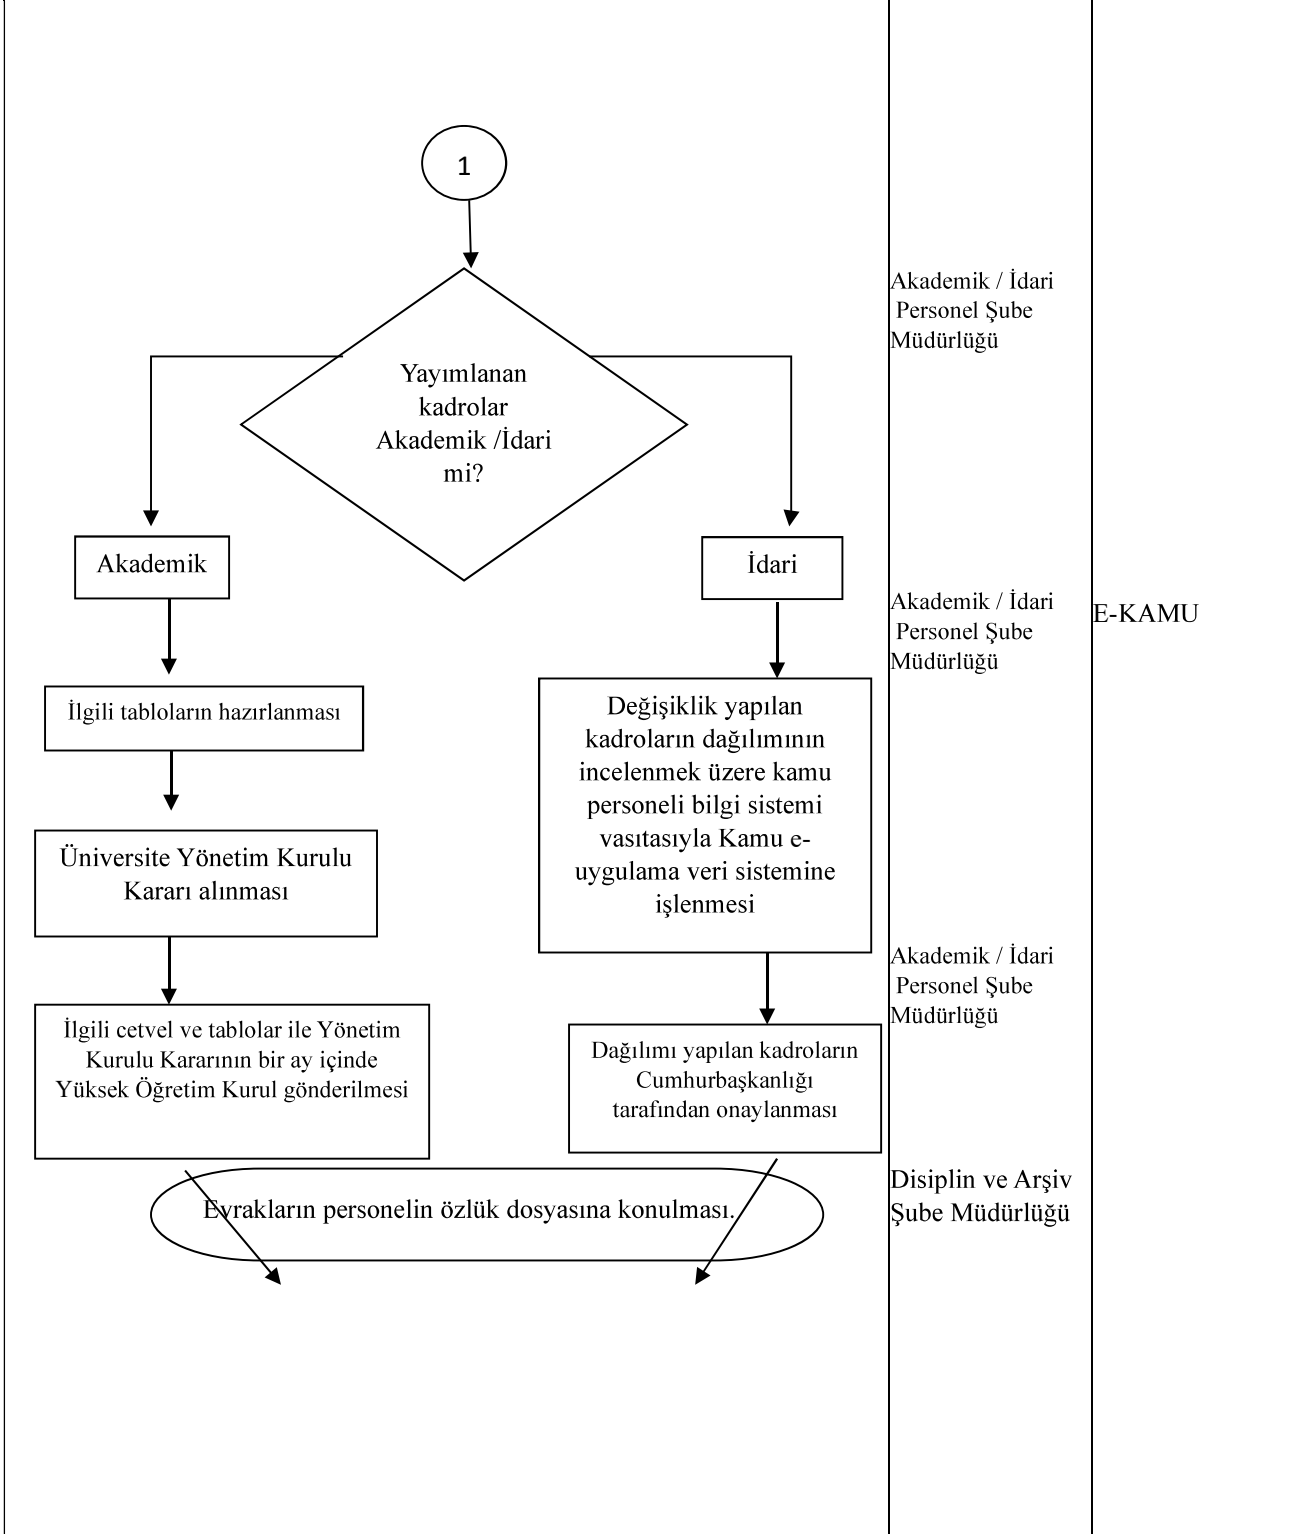 1
Akademik / İdari
Personel Şube
Müdürlüğü
Yayımlanan
kadrolar
Akademik /İdari
mi?
Akademik
İdari
Akademik / İdari
Personel Şube
Müdürlüğü
E-KAMU
İlgili tabloların hazırlanması
Değişiklik yapılan
kadroların dağılımının
incelenmek üzere kamu
personeli bilgi sistemi
vasıtasıyla Kamu e-
uygulama veri sistemine
işlenmesi
Üniversite Yönetim Kurulu
Kararı alınması
Akademik / İdari
Personel Şube
Müdürlüğü
İlgili cetvel ve tablolar ile Yönetim
Kurulu Kararının bir ay içinde
Yüksek Öğretim Kurul gönderilmesi
Dağılımı yapılan kadroların
Cumhurbaşkanlığı
tarafından onaylanması
Evrakların personelin özlük dosyasına konulması.
Disiplin ve Arşiv
Şube Müdürlüğü